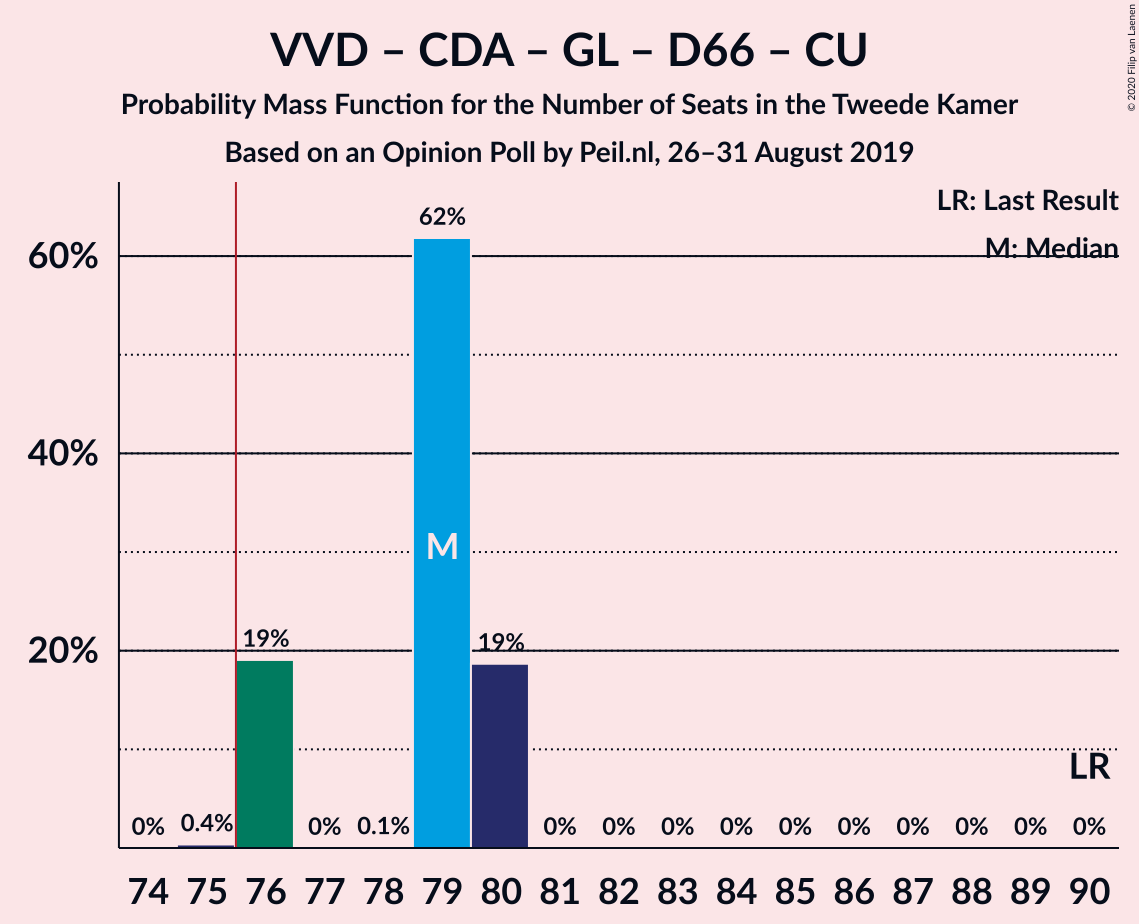 VVD – CDA – GL – D66 – CU
Probability Mass Function for the Number of Seats in the Tweede Kamer
Based on an Opinion Poll by Peil.nl, 26–31 August 2019
© 2020 Filip van Laenen
LR: Last Result
M: Median
60%
40%
20%
0% 0.4% 19% 0% 0.1% 62% 19% 0% 0% 0% 0% 0% 0% 0% 0% 0% 0%
M
LR
74 75 76 77 78 79 80 81 82 83 84 85 86 87 88 89 90